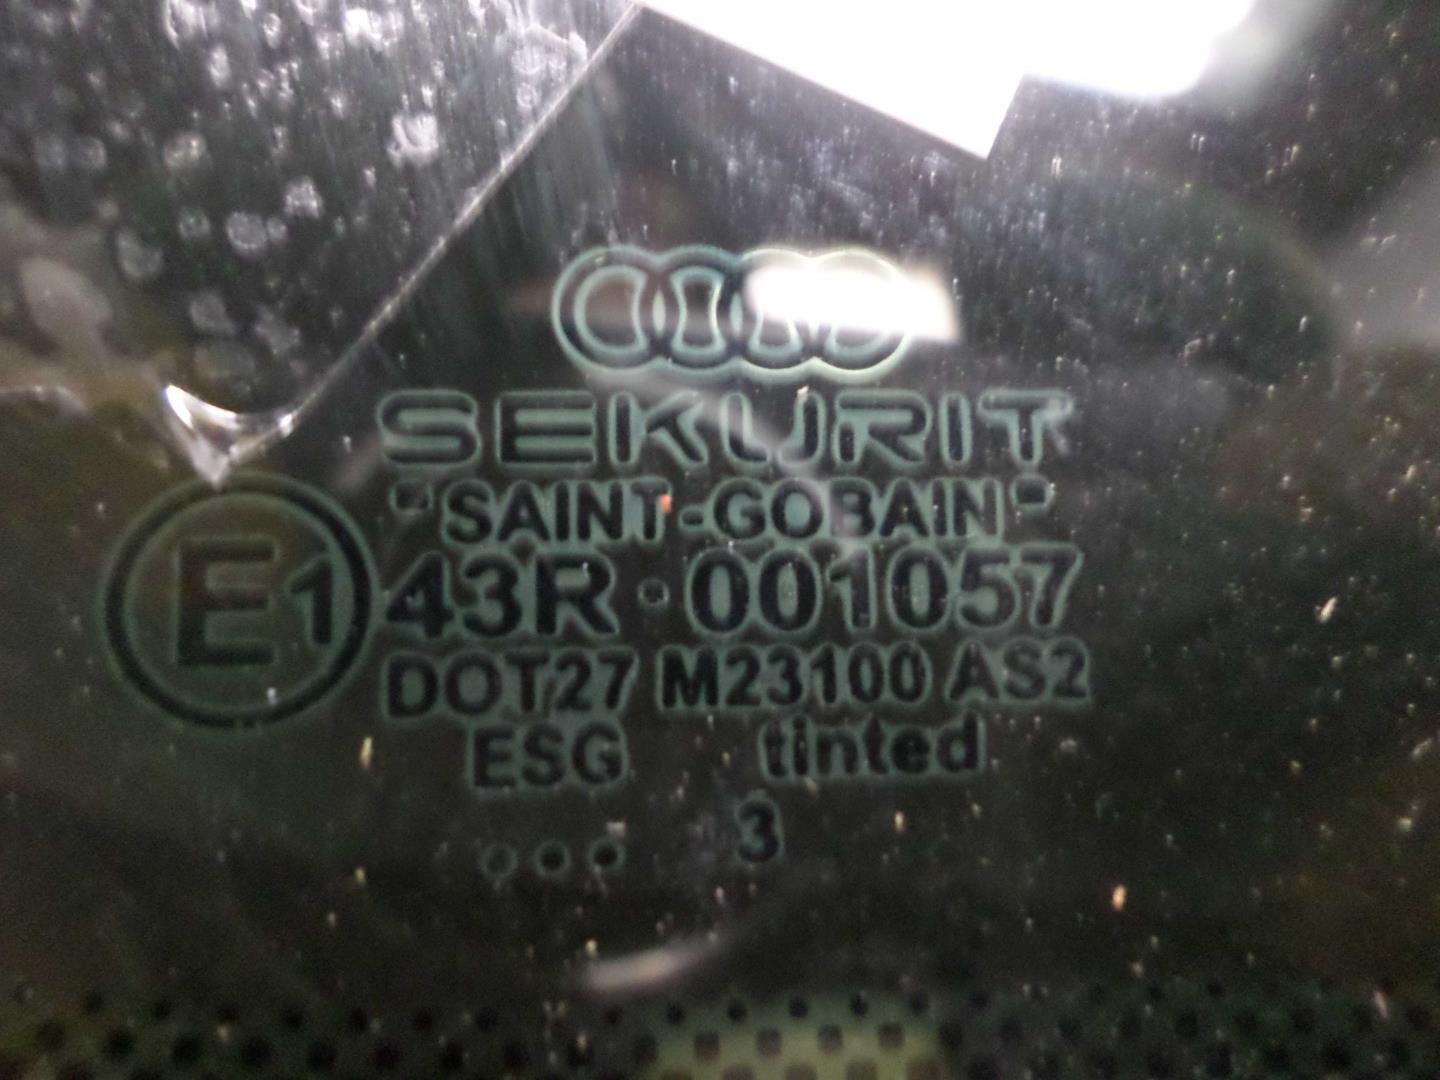 SEKURIT
"SAINT-GOBAIN"
E1 43R·001057
DOT27 M23100 AS2
ESG tinted
... 3